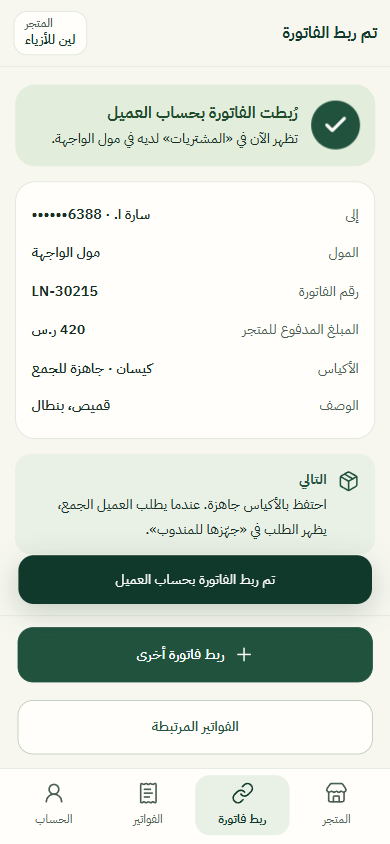 تم ربط الفاتورة
المتجر
لين للأزياء
رُبطت الفاتورة بحساب العميل
تظهر الآن في «المشتريات» لديه في مول الواجهة.
إلى
سارة ا. · 6388••••••
المول
مول الواجهة
رقم الفاتورة
LN-30215
المبلغ المدفوع للمتجر
420 ر.س
الأكياس
كيسان · جاهزة للجمع
الوصف
قميص، بنطال
التالي
احتفظ بالأكياس جاهزة. عندما يطلب العميل الجمع،
يظهر الطلب في «جهّزها للمندوب».
تم ربط الفاتورة بحساب العميل
ربط فاتورة أخرى
الفواتير المرتبطة
المتجر
ربط فاتورة
الفواتير
الحساب